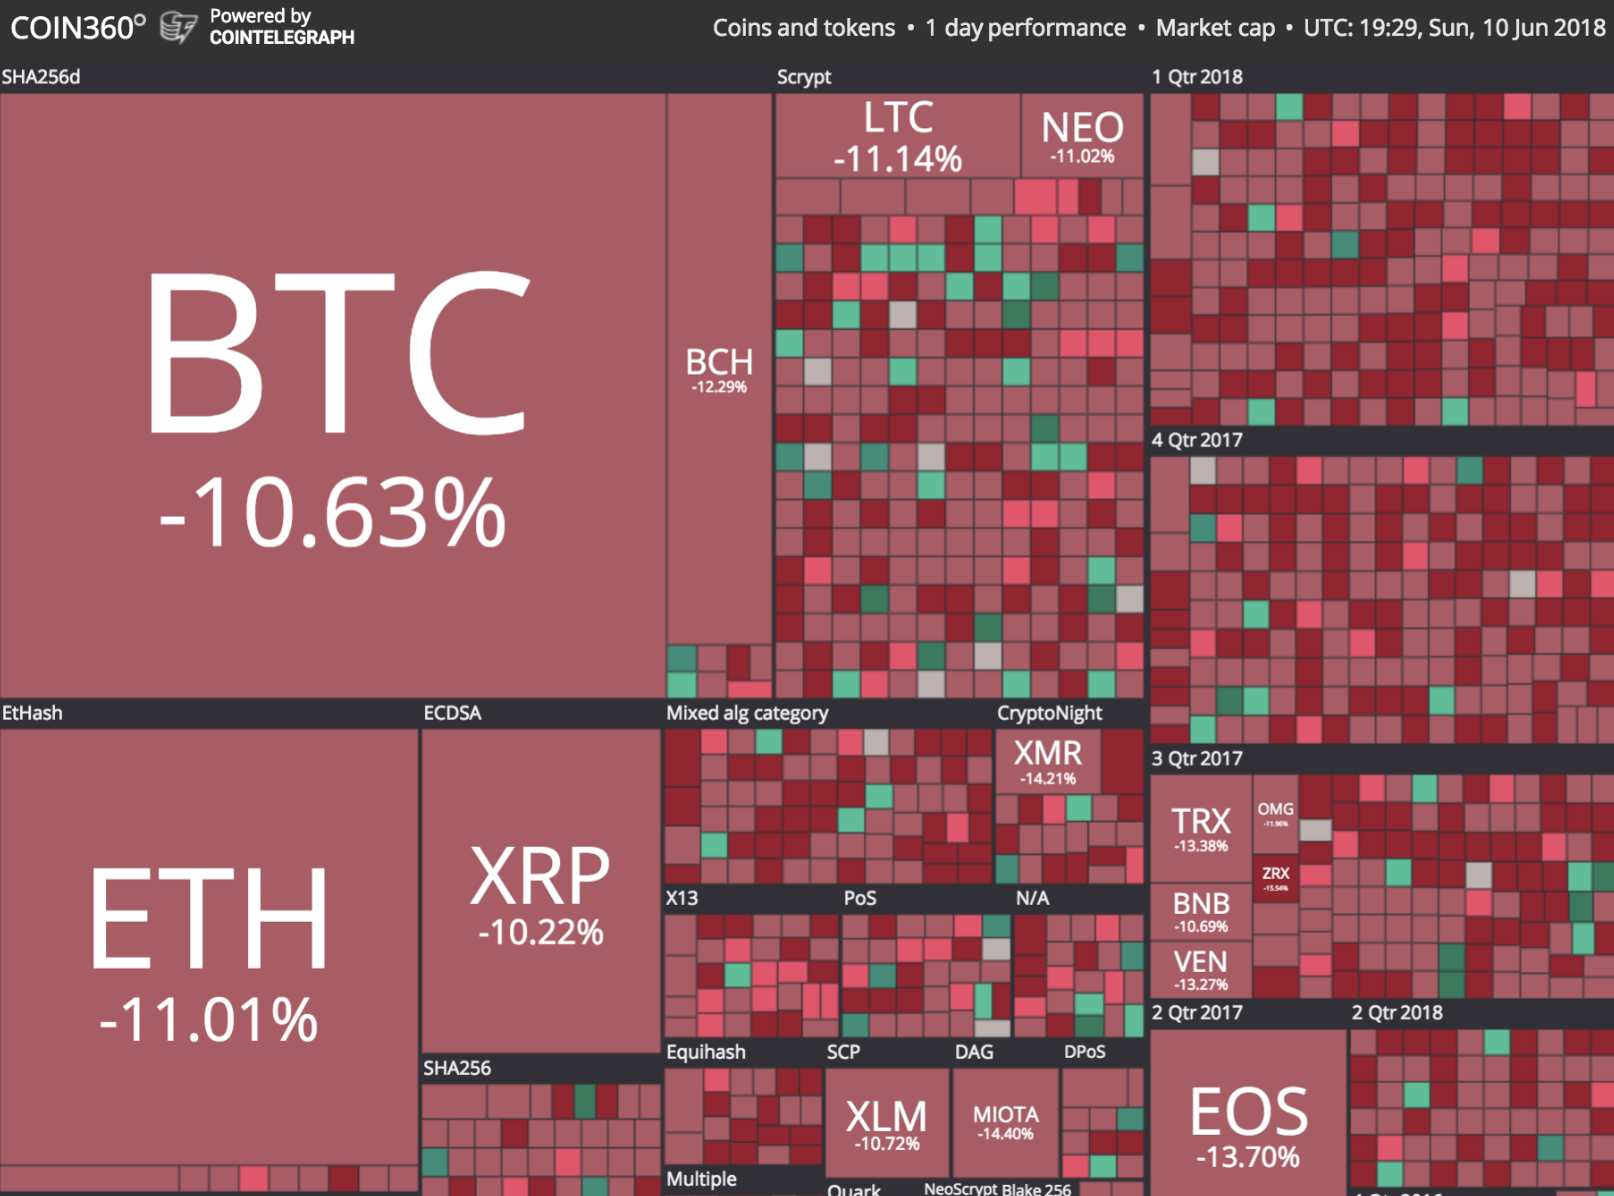 COIN360° Powered by
COINTELEGRAPH
Coins and tokens • 1 day performance • Market cap • UTC: 19:29, Sun, 10 Jun 2018
SHA256d
BTC
-10.63%
BCH
-12.29%
Scrypt
LTC
-11.14%
NEO
-11.02%
1 Qtr 2018
4 Qtr 2017
EtHash
ETH
-11.01%
ECDSA
XRP
-10.22%
SHA256
Mixed alg category
CryptoNight
XMR
-14.21%
X13
PoS
N/A
Equihash
SCP
XLM
-10.72%
DAG
MIOTA
-14.40%
DPoS
Multiple
Quark
NeoScrypt
Blake 256
3 Qtr 2017
TRX
-13.38%
OMG
-11.96%
ZRX
-15.54%
BNB
-10.69%
VEN
-13.27%
2 Qtr 2017
EOS
-13.70%
2 Qtr 2018